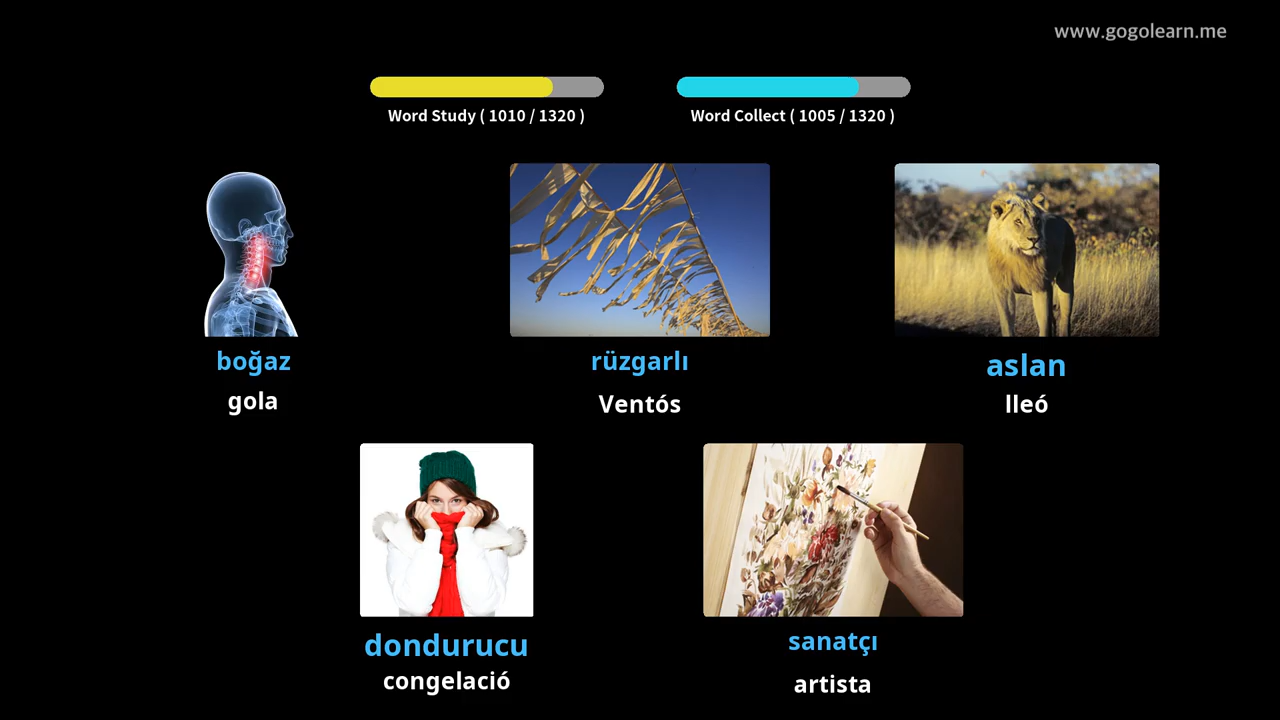 www.gogolearn.me
Word Study ( 1010 / 1320 )
Word Collect ( 1005 / 1320 )
boğaz
gola
rüzgarlı
Ventós
aslan
lleó
dondurucu
congelació
sanatçı
artista